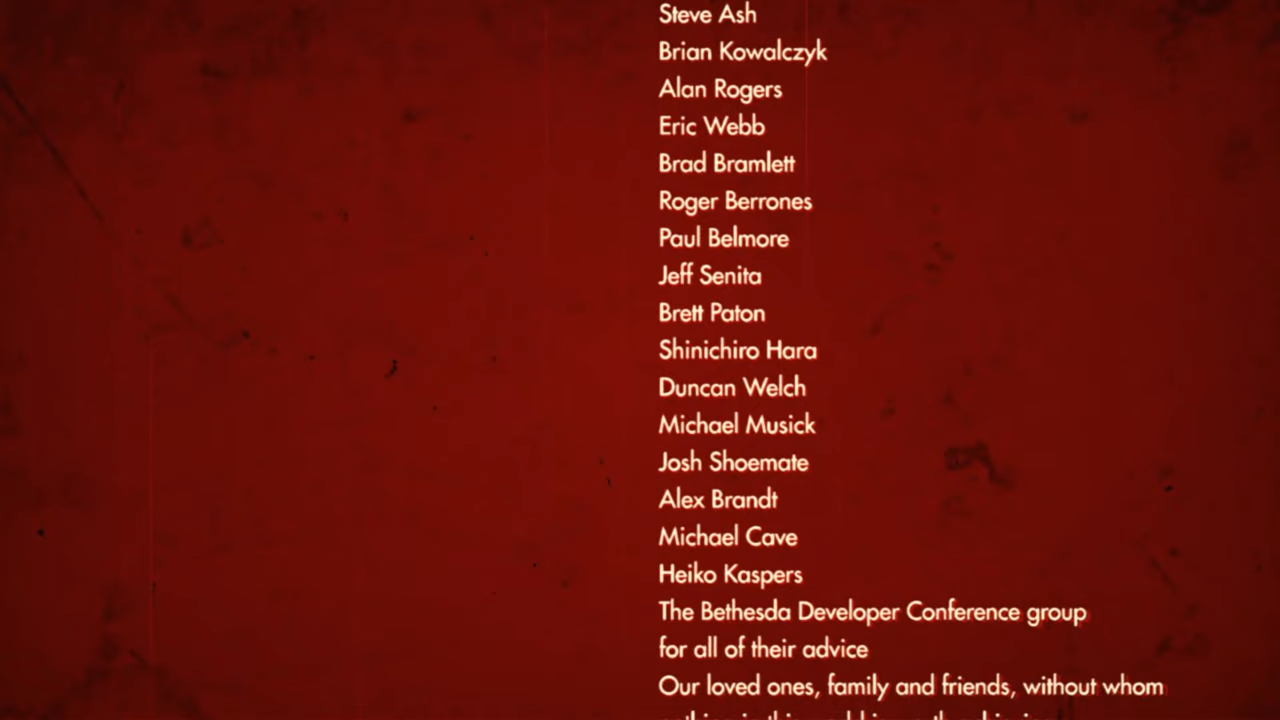 Steve Ash
Brian Kowalczyk
Alan Rogers
Eric Webb
Brad Bramlett
Roger Berrones
Paul Belmore
Jeff Senita
Brett Paton
Shinichiro Hara
Duncan Welch
Michael Musick
Josh Shoemate
Alex Brandt
Michael Cave
Heiko Kaspers
The Bethesda Developer Conference group
for all of their advice
Our loved ones, family and friends, without whom